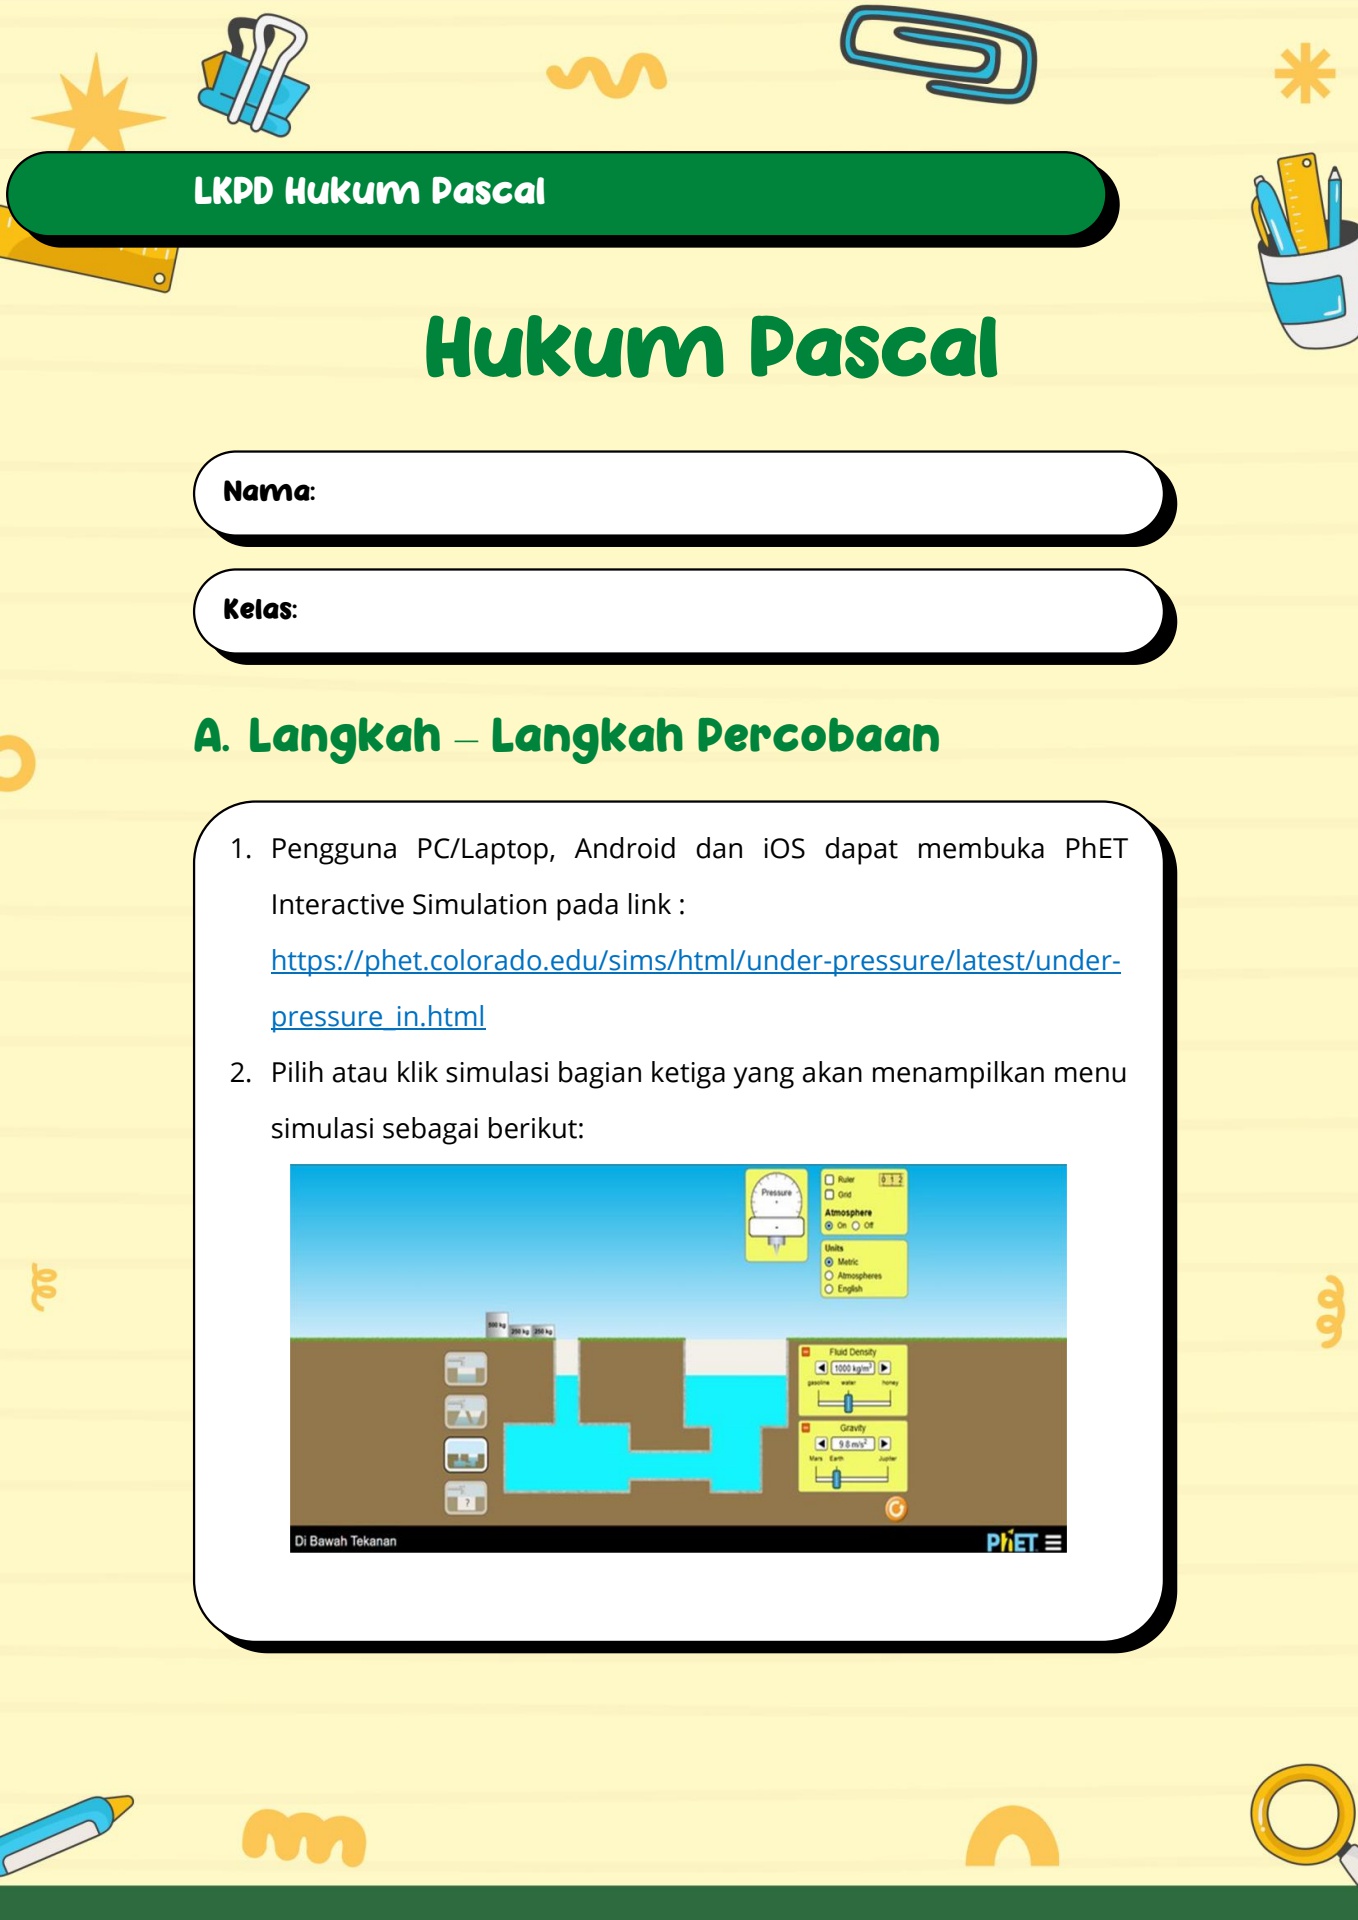 LKPD Hukum Pascal
Hukum Pascal
Nama:
Kelas:
A. Langkah – Langkah Percobaan
1. Pengguna PC/Laptop, Android dan iOS dapat membuka PhET
Interactive Simulation pada link :
https://phet.colorado.edu/sims/html/under-pressure/latest/under-
pressure_in.html
2. Pilih atau klik simulasi bagian ketiga yang akan menampilkan menu
simulasi sebagai berikut:
Pressure
-
Ruler 0 1 2
Grid
Atmosphere
On Off
Units
Metric
Atmospheres
English
500 kg 250 kg 250 kg
Fluid Density
1000 kg/m³
gasoline water honey
Gravity
9.8 m/s²
Mars Earth Jupiter
?
Di Bawah Tekanan
PhET